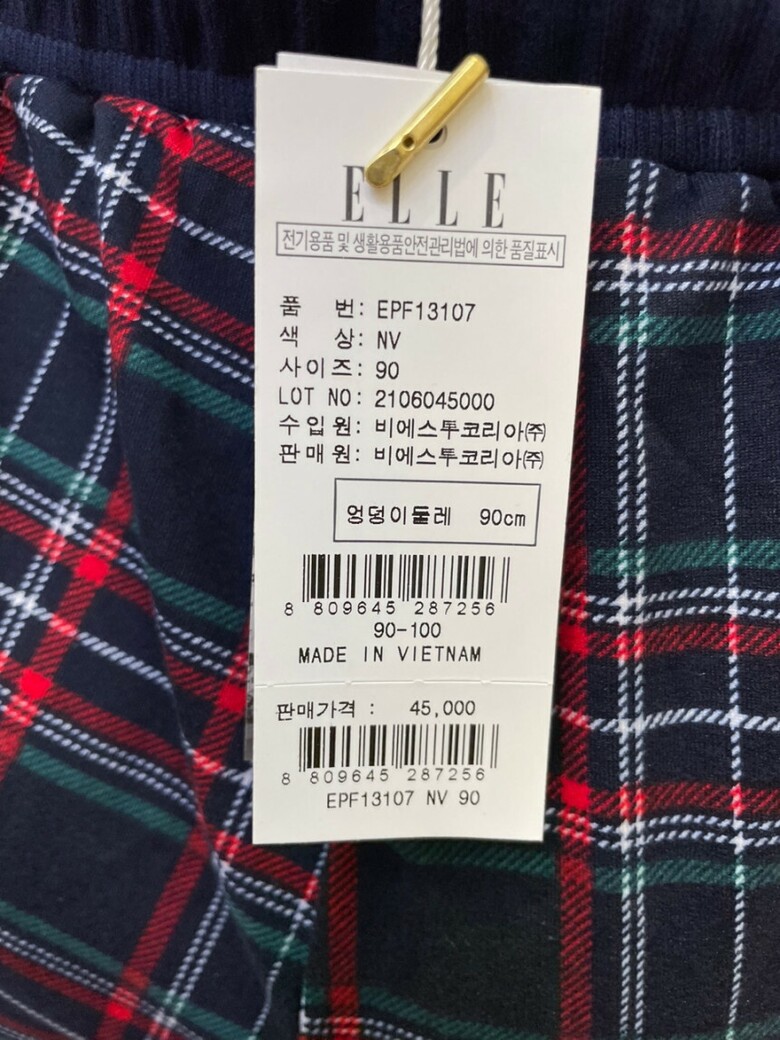 ELLE
전기용품 및 생활용품안전관리법에 의한 품질표시
품 번: EPF13107
색 상: NV
사이즈: 90
LOT NO: 2106045000
수입원: 비에스투코리아㈜
판매원: 비에스투코리아㈜
엉덩이둘레 90cm
8 809645 287256
90-100
MADE IN VIETNAM
판매가격 : 45,000
8 809645 287256
EPF13107 NV 90